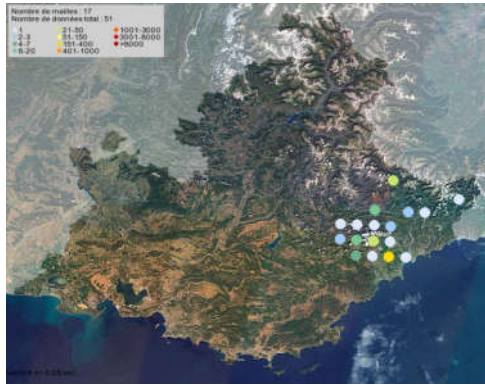 Nombre de mailles : 17
Nombre de données total : 51
1 21-50 1001-3000
2-3 51-150 3001-8000
4-7 151-400 >8000
8-20 401-1000